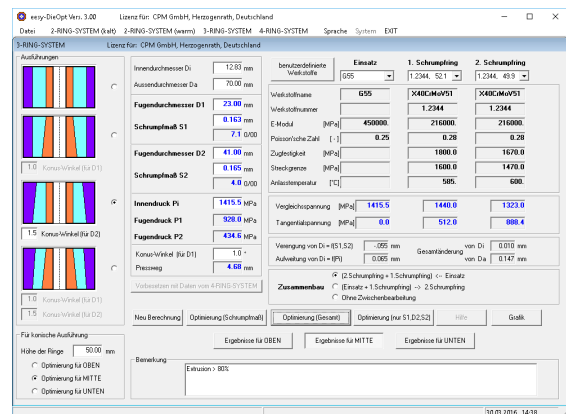 easy-DieOpt Vers. 3.00 Lizenz für: CPM GmbH, Herzogenrath, Deutschland
Datei 2-RING-SYSTEM (kalt) 2-RING-SYSTEM (warm) 3-RING-SYSTEM 4-RING-SYSTEM Sprache System EXIT
3-RING-SYSTEM Lizenz für: CPM GmbH, Herzogenrath, Deutschland
Ausführungen
1.0 Konus-Winkel (für D1)
1.5 Konus-Winkel (für D2)
1.0 Konus-Winkel (für D1)
1.5 Konus-Winkel (für D2)
Für konische Ausführung
Höhe der Ringe 50.00 mm
Optimierung für OBEN
Optimierung für MITTE
Optimierung für UNTEN
Innendurchmesser Di 12.83 mm
Aussendurchmesser Da 70.00 mm
Fugendurchmesser D1 23.00 mm
Schrumpfmaß S1 0.163 mm
7.1 0/00
Fugendurchmesser D2 41.00 mm
Schrumpfmaß S2 0.165 mm
4.0 0/00
Innendruck Pi 1415.5 MPa
Fugendruck P1 928.0 MPa
Fugendruck P2 434.6 MPa
Konus-Winkel (für D1) 1.0 °
Pressweg 4.68 mm
Vorbesetzen mit Daten vom 4-RING-SYSTEM
benutzerdefinierte Werkstoffe
Einsatz 1. Schrumpfring 2. Schrumpfring
G55 1.2344, 52.1 1.2344, 49.9
Werkstoffname G55 X40CrMoV51 X40CrMoV51
Werkstoffnummer 1.2344 1.2344
E-Modul [MPa] 450000. 216000. 216000.
Poisson'sche Zahl [ - ] 0.25 0.28 0.28
Zugfestigkeit [MPa] 1800.0 1670.0
Streckgrenze [MPa] 1600.0 1470.0
Anlasstemperatur [°C] 585. 600.
Vergleichsspannung [MPa] 1415.5 1440.0 1323.0
Tangentialspannung [MPa] 0.0 512.0 888.4
Verengung von Di = f(S1,S2) -.055 mm Gesamtänderung von Di 0.010 mm
Aufweitung von Di = f(Pi) 0.065 mm von Da 0.147 mm
Zusammenbau
(2.Schrumpfring + 1.Schrumpfring) <-- Einsatz
(Einsatz + 1.Schrumpfring) -> 2.Schrumpfring
Ohne Zwischenbearbeitung
Neu Berechnung Optimierung (Schrumpfmaß) Optimierung (Gesamt) Optimierung (nur S1,D2,S2) Hilfe Grafik
Ergebnisse für OBEN Ergebnisse für MITTE Ergebnisse für UNTEN
Bemerkung
Extrusion > 80%
30.03.2016 14:38